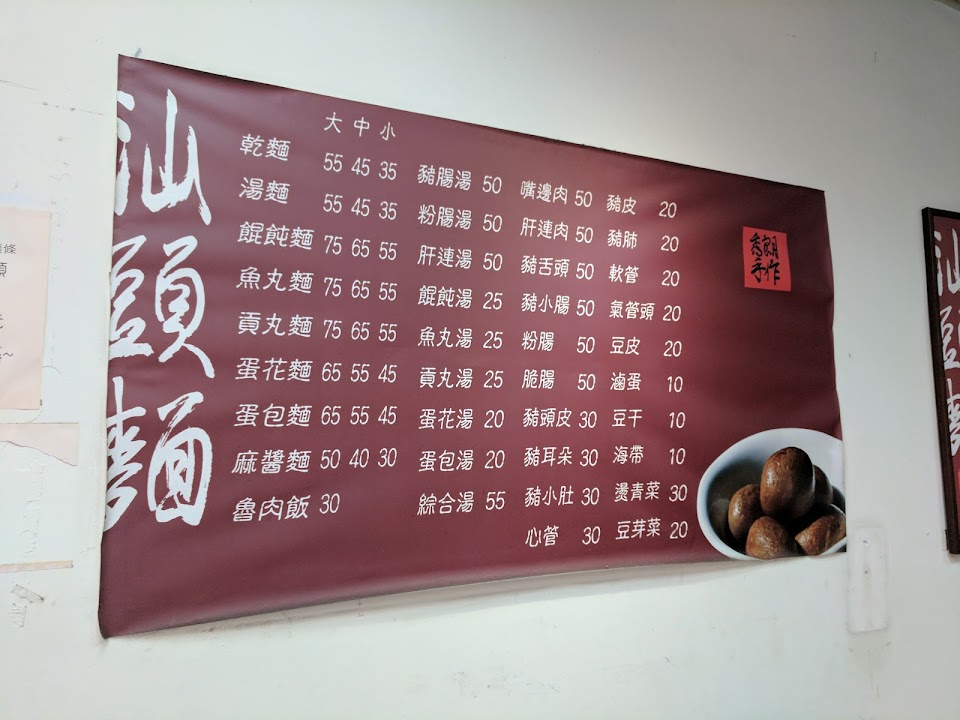 汕頭麵
大 中 小
乾麵 55 45 35
湯麵 55 45 35
餛飩麵 75 65 55
魚丸麵 75 65 55
貢丸麵 75 65 55
蛋花麵 65 55 45
蛋包麵 65 55 45
麻醬麵 50 40 30
魯肉飯 30
豬腸湯 50
粉腸湯 50
肝連湯 50
餛飩湯 25
魚丸湯 25
貢丸湯 25
蛋花湯 20
蛋包湯 20
綜合湯 55
嘴邊肉 50
肝連肉 50
豬舌頭 50
豬小腸 50
粉腸 50
脆腸 50
豬頭皮 30
豬耳朵 30
豬小肚 30
心管 30
豬皮 20
豬肺 20
軟管 20
氣管頭 20
豆皮 20
滷蛋 10
豆干 10
海帶 10
燙青菜 30
豆芽菜 20
秀朗
手作
條
汕頭